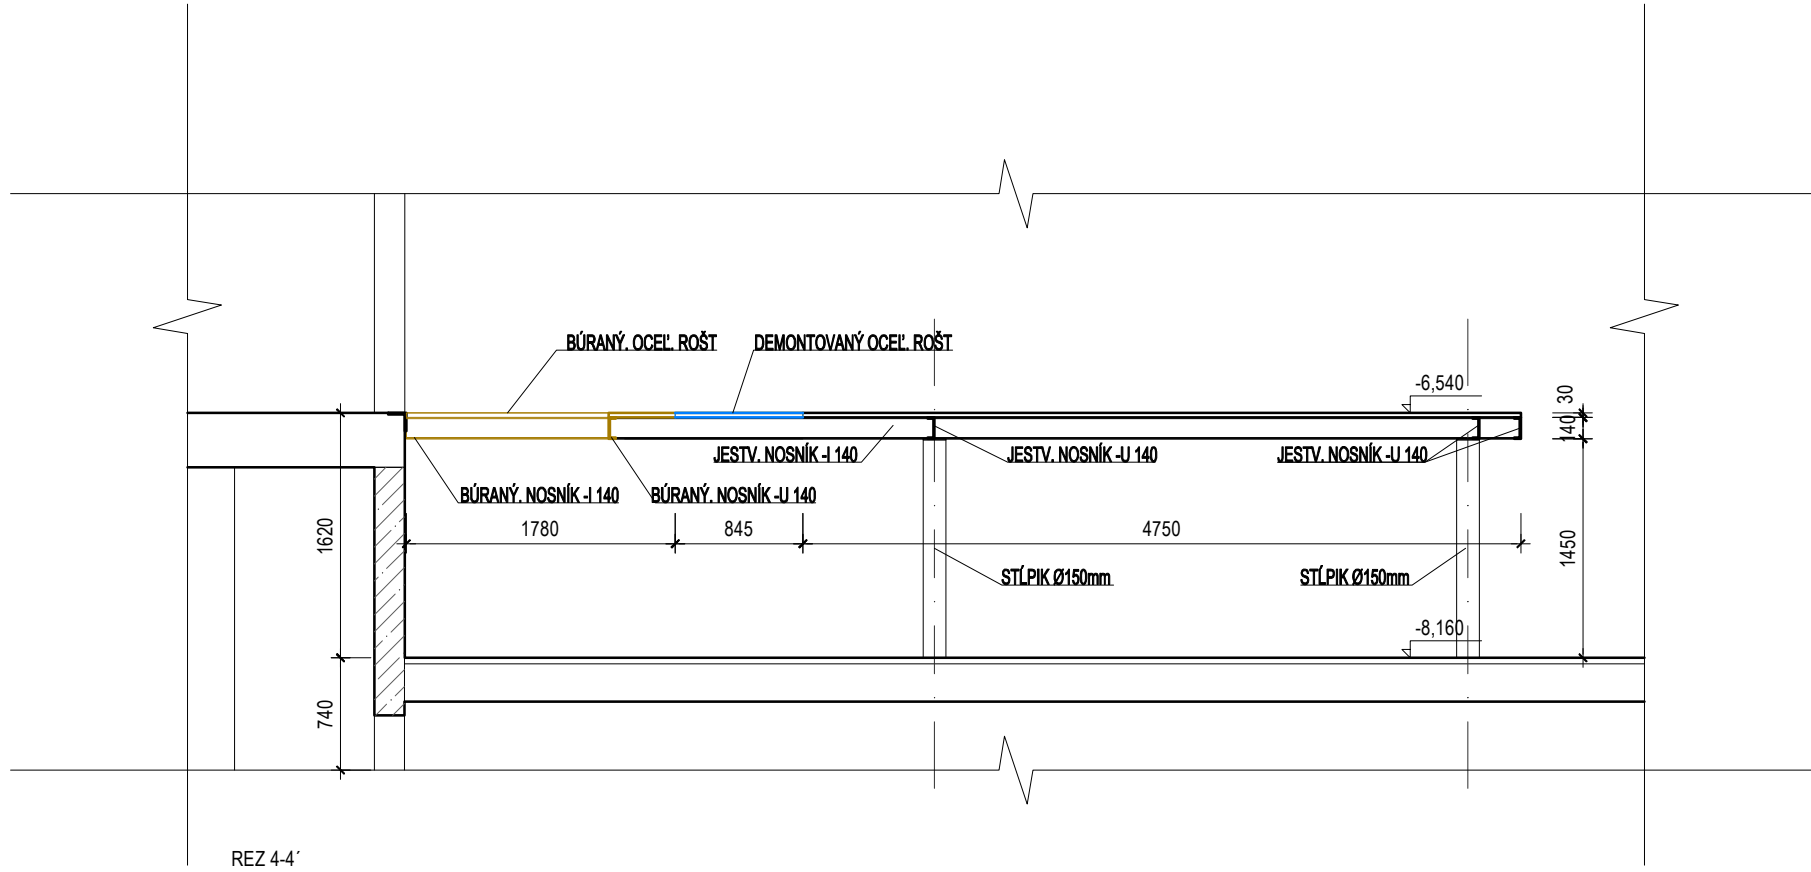 BÚRANÝ. OCEĽ. ROŠT
DEMONTOVANÝ OCEĽ. ROŠT
-6,540
30
140
JESTV. NOSNÍK -I 140
JESTV. NOSNÍK -U 140
JESTV. NOSNÍK -U 140
BÚRANÝ. NOSNÍK -I 140
BÚRANÝ. NOSNÍK -U 140
1780
845
4750
1620
1450
STĹPIK Ø150mm
STĹPIK Ø150mm
-8,160
740
REZ 4-4´